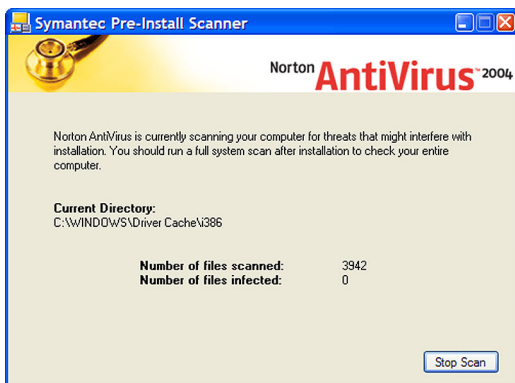 Symantec Pre-Install Scanner
Norton AntiVirus™ 2004
Norton AntiVirus is currently scanning your computer for threats that might interfere with
installation. You should run a full system scan after installation to check your entire
computer.
Current Directory:
C:\WINDOWS\Driver Cache\i386
Number of files scanned: 3942
Number of files infected: 0
Stop Scan